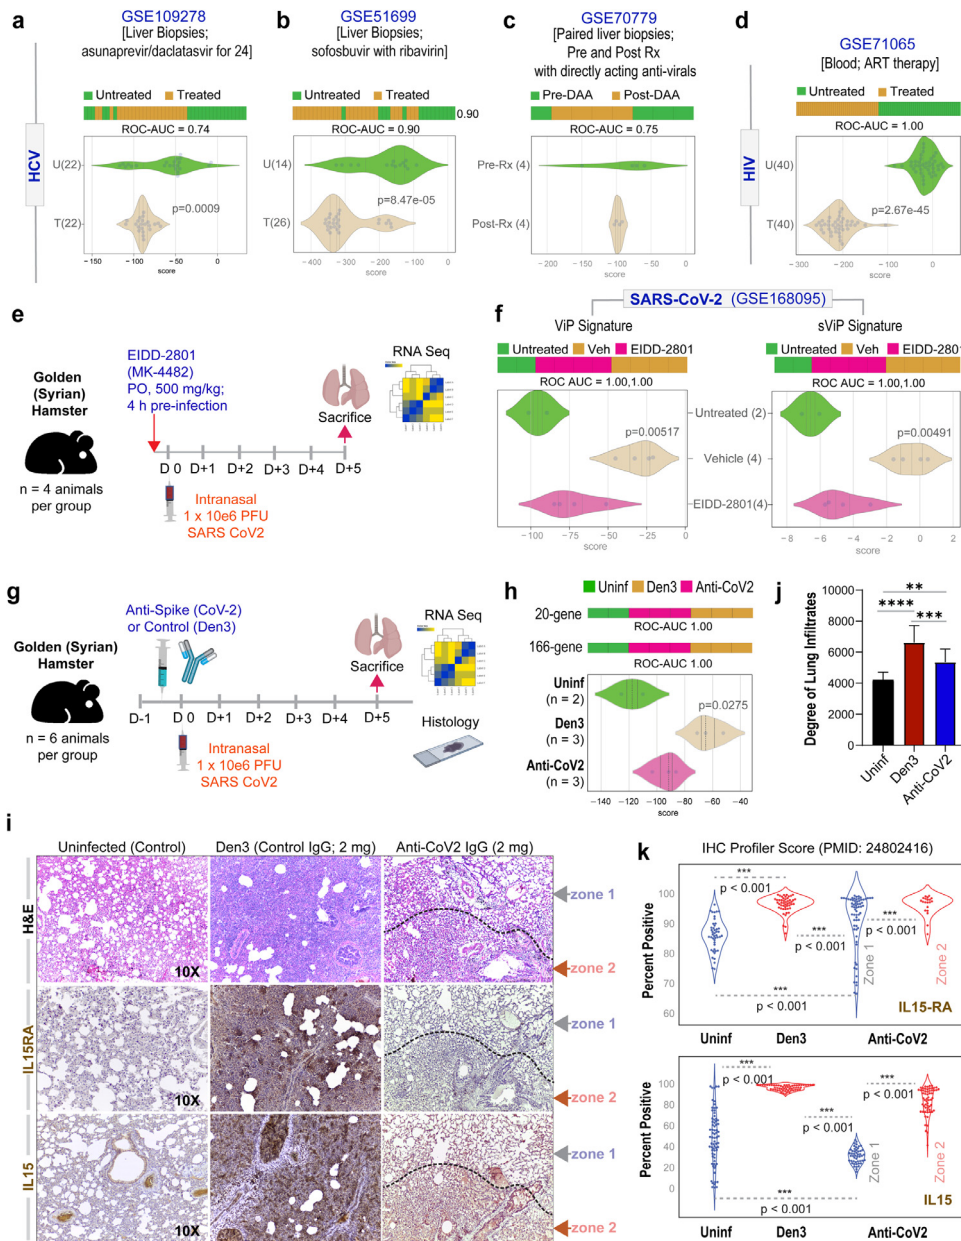 a
GSE109278
[Liver Biopsies;
asunaprevir/daclatasvir for 24]
Untreated Treated
ROC-AUC = 0.74
HCV
U(22)
T(22)
p=0.0009
−150 −100 −50 0
score
b
GSE51699
[Liver Biopsies;
sofosbuvir with ribavirin]
Untreated Treated
0.90
ROC-AUC = 0.90
U(14)
T(26)
p=8.47e-05
−400 −300 −200 −100 0
score
c
GSE70779
[Paired liver biopsies;
Pre and Post Rx
with directly acting anti-virals]
Pre-DAA Post-DAA
ROC-AUC = 0.75
Pre-Rx (4)
Post-Rx (4)
−200 −150 −100 −50 0
score
d
GSE71065
[Blood; ART therapy]
Untreated Treated
ROC-AUC = 1.00
HIV
U(40)
T(40)
p=2.67e-45
−300 −200 −100 0
score
e
EIDD-2801
(MK-4482)
PO, 500 mg/kg;
4 h pre-infection
Golden
(Syrian)
Hamster
n = 4 animals
per group
D 0 D+1 D+2 D+3 D+4 D+5
Intranasal
1 x 10e6 PFU
SARS CoV2
Sacrifice
RNA Seq
f
SARS-CoV-2 (GSE168095)
ViP Signature
Untreated Veh EIDD-2801
ROC AUC = 1.00,1.00
Untreated (2)
p=0.00517
Vehicle (4)
EIDD-2801(4)
−100 −75 −50 −25
score
sViP Signature
Untreated Veh EIDD-2801
ROC AUC = 1.00,1.00
p=0.00491
−8 −6 −4 −2 0 2
score
g
Anti-Spike (CoV-2)
or Control (Den3)
Golden (Syrian)
Hamster
n = 6 animals
per group
D-1 D 0 D+1 D+2 D+3 D+4 D+5
Intranasal
1 x 10e6 PFU
SARS CoV2
Sacrifice
RNA Seq
Histology
h
Uninf Den3 Anti-CoV2
20-gene
ROC-AUC 1.00
166-gene
ROC-AUC 1.00
Uninf
(n = 2)
p=0.0275
Den3
(n = 3)
Anti-CoV2
(n = 3)
−140 −120 −100 −80 −60 −40
score
j
Degree of Lung Infiltrates
10000
8000
6000
4000
2000
0
**
****
***
Uninf
Den3
Anti-CoV2
i
Uninfected (Control) Den3 (Control IgG; 2 mg) Anti-CoV2 IgG (2 mg)
H&E
10X
zone 1
zone 2
IL15RA
10X
zone 1
zone 2
IL15
10X
zone 1
zone 2
k
IHC Profiler Score (PMID: 24802416)
Percent Positive
100
90
80
70
60
***
p < 0.001
***
p < 0.001
***
p < 0.001
***
p < 0.001
Zone 1
Zone 2
IL15-RA
Uninf Den3 Anti-CoV2
Percent Positive
100
80
60
40
20
0
***
p < 0.001
***
p < 0.001
***
p < 0.001
***
p < 0.001
Zone 1
Zone 2
IL15
Uninf Den3 Anti-CoV2